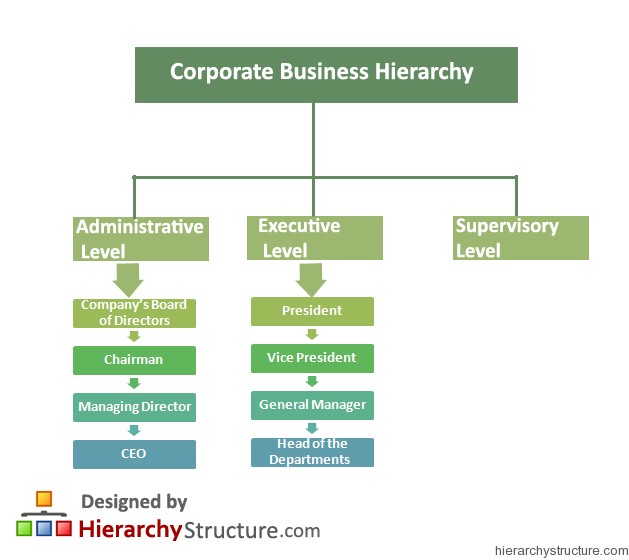 Corporate Business Hierarchy
Administrative
Level
Executive
Level
Supervisory
Level
Company's Board
of Directors
Chairman
Managing Director
CEO
President
Vice President
General Manager
Head of the
Departments
Designed by
HierarchyStructure.com
hierarchystructure.com